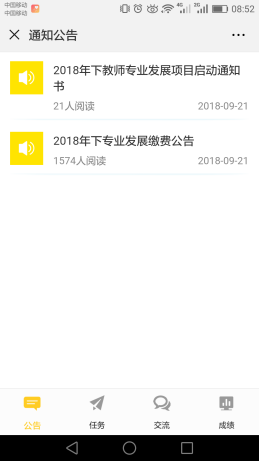 中国移动
中国移动
4G
2G
08:52
通知公告
2018年下教师专业发展项目启动通知
书
21人阅读
2018-09-21
2018年下专业发展缴费公告
1574人阅读
2018-09-21
公告
任务
交流
成绩